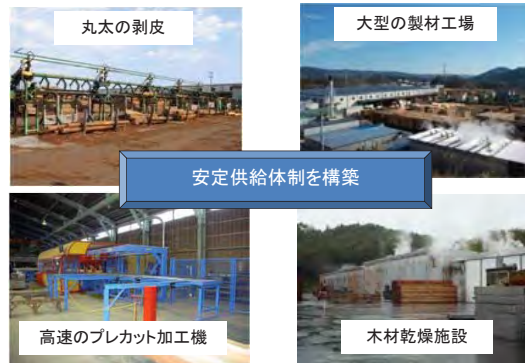 丸太の剥皮
大型の製材工場
安定供給体制を構築
高速のプレカット加工機
木材乾燥施設